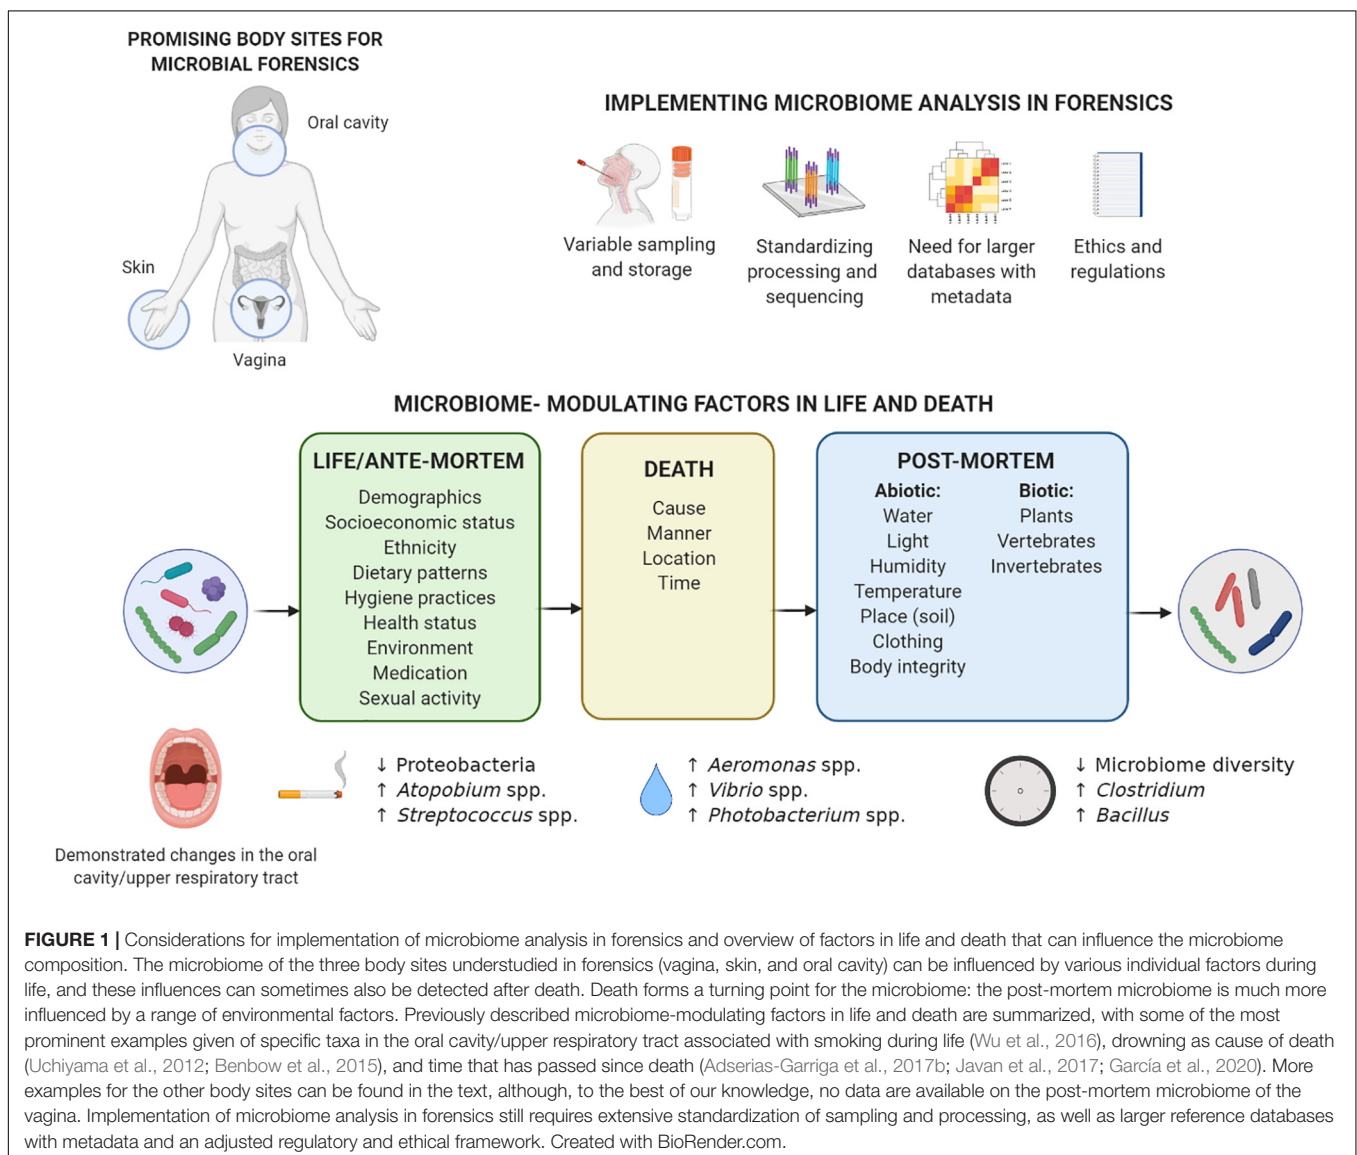 PROMISING BODY SITES FOR
MICROBIAL FORENSICS
Oral cavity
Skin
Vagina
IMPLEMENTING MICROBIOME ANALYSIS IN FORENSICS
Variable sampling
and storage
Standardizing
processing and
sequencing
Need for larger
databases with
metadata
Ethics and
regulations
MICROBIOME- MODULATING FACTORS IN LIFE AND DEATH
LIFE/ANTE-MORTEM
Demographics
Socioeconomic status
Ethnicity
Dietary patterns
Hygiene practices
Health status
Environment
Medication
Sexual activity
DEATH
Cause
Manner
Location
Time
POST-MORTEM
Abiotic:
Water
Light
Humidity
Temperature
Place (soil)
Clothing
Body integrity
Biotic:
Plants
Vertebrates
Invertebrates
Demonstrated changes in the oral
cavity/upper respiratory tract
↓ Proteobacteria
↑ Atopobium spp.
↑ Streptococcus spp.
↑ Aeromonas spp.
↑ Vibrio spp.
↑ Photobacterium spp.
↓ Microbiome diversity
↑ Clostridium
↑ Bacillus
FIGURE 1 | Considerations for implementation of microbiome analysis in forensics and overview of factors in life and death that can influence the microbiome
composition. The microbiome of the three body sites understudied in forensics (vagina, skin, and oral cavity) can be influenced by various individual factors during
life, and these influences can sometimes also be detected after death. Death forms a turning point for the microbiome: the post-mortem microbiome is much more
influenced by a range of environmental factors. Previously described microbiome-modulating factors in life and death are summarized, with some of the most
prominent examples given of specific taxa in the oral cavity/upper respiratory tract associated with smoking during life (Wu et al., 2016), drowning as cause of death
(Uchiyama et al., 2012; Benbow et al., 2015), and time that has passed since death (Adserias-Garriga et al., 2017b; Javan et al., 2017; García et al., 2020). More
examples for the other body sites can be found in the text, although, to the best of our knowledge, no data are available on the post-mortem microbiome of the
vagina. Implementation of microbiome analysis in forensics still requires extensive standardization of sampling and processing, as well as larger reference databases
with metadata and an adjusted regulatory and ethical framework. Created with BioRender.com.